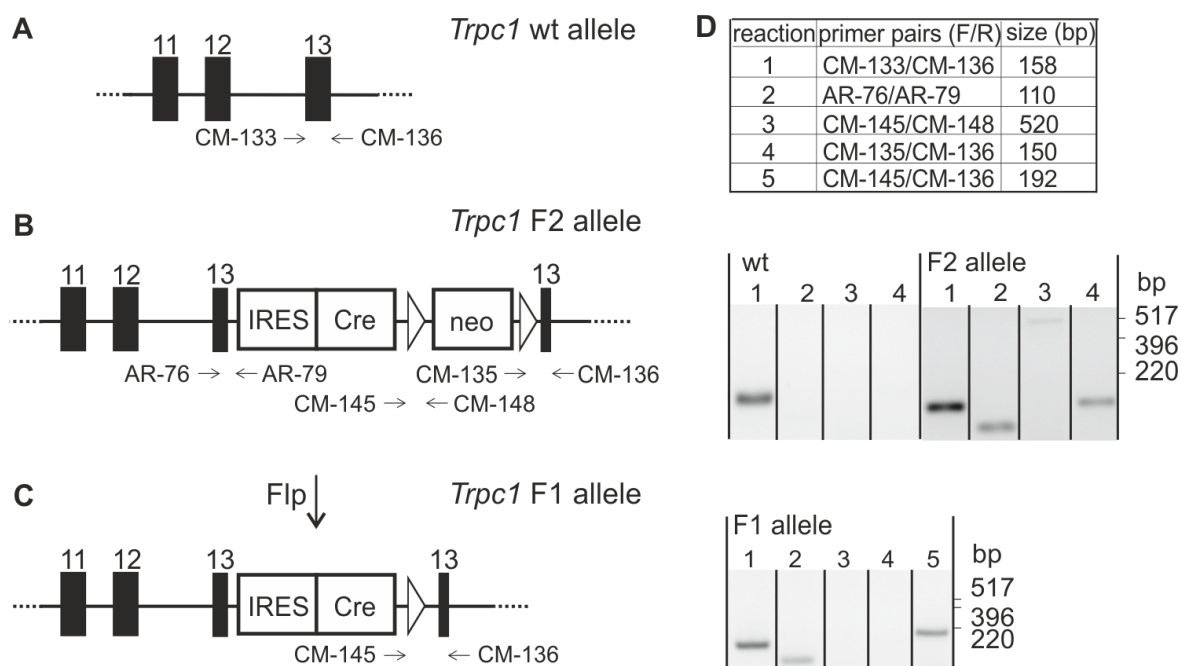 A
Trpc1 wt allele
11 12 13
CM-133 → ← CM-136
B
Trpc1 F2 allele
11 12 13 13
IRES Cre neo
AR-76 → ← AR-79 CM-135 → ← CM-136
CM-145 → ← CM-148
C
Flp
Trpc1 F1 allele
11 12 13 13
IRES Cre
CM-145 → ← CM-136
D
reaction primer pairs (F/R) size (bp)
1 CM-133/CM-136 158
2 AR-76/AR-79 110
3 CM-145/CM-148 520
4 CM-135/CM-136 150
5 CM-145/CM-136 192
wt F2 allele
1 2 3 4 1 2 3 4 bp
517
396
220
F1 allele
1 2 3 4 5 bp
517
396
220